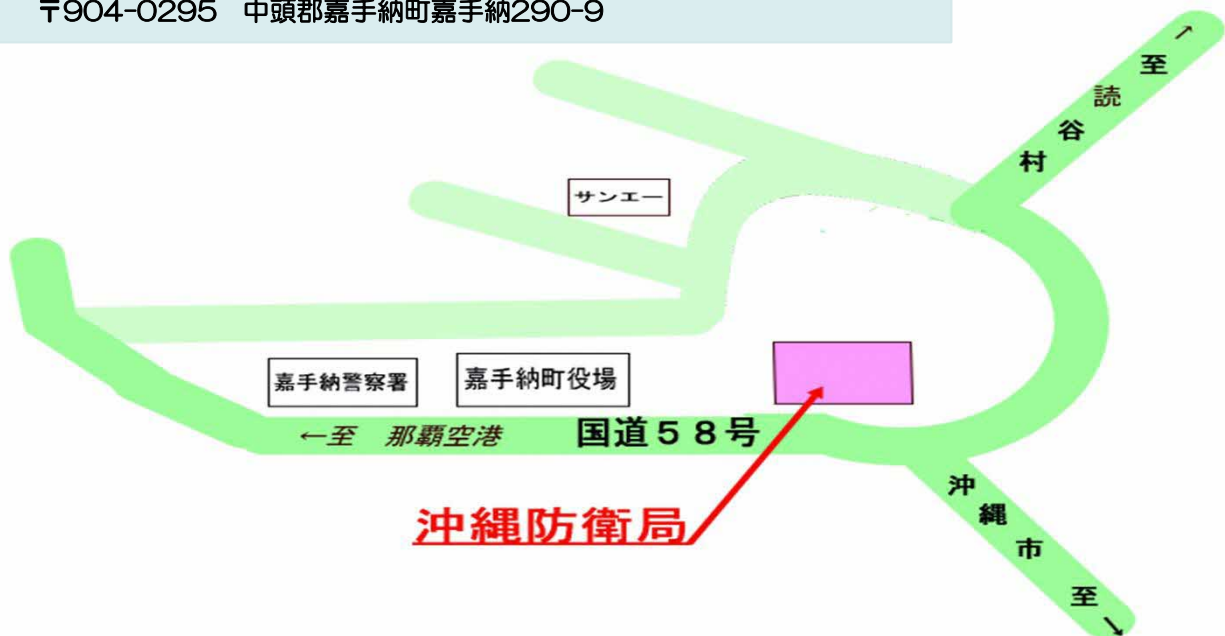 〒904-0295　中頭郡嘉手納町嘉手納290-9
至　読谷村
↑
サンエー
嘉手納警察署
嘉手納町役場
←至　那覇空港
国道５８号
沖縄防衛局
沖縄市　至
↓